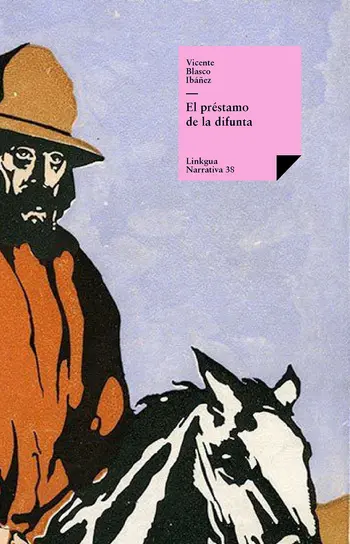 Vicente
Blasco
Ibáñez
—
El préstamo
de la difunta
Linkgua
Narrativa 38